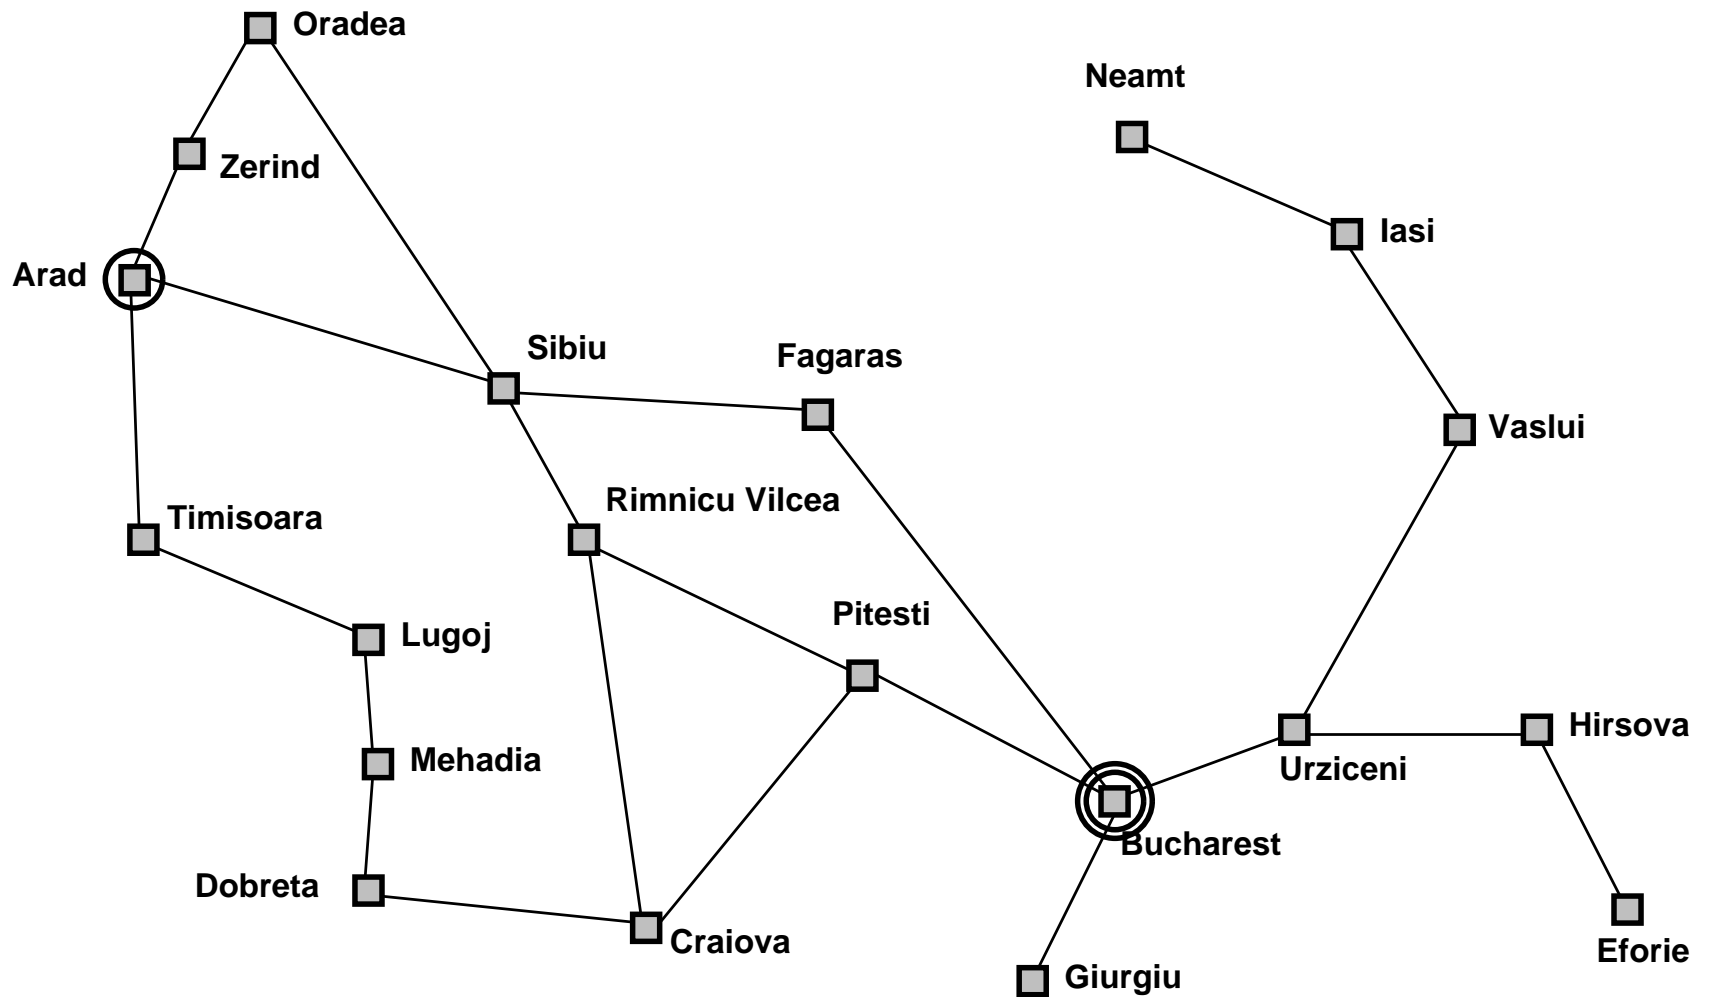 Oradea
Neamt
Zerind
Iasi
Arad
Sibiu
Fagaras
Vaslui
Rimnicu Vilcea
Timisoara
Pitesti
Lugoj
Hirsova
Mehadia
Urziceni
Bucharest
Dobreta
Craiova
Eforie
Giurgiu